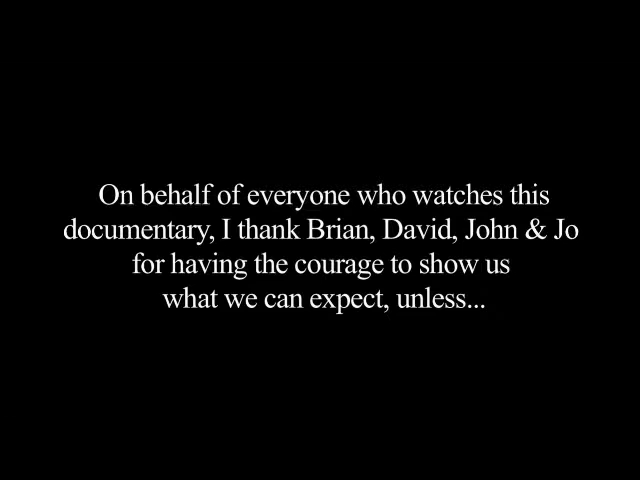 On behalf of everyone who watches this
documentary, I thank Brian, David, John & Jo
for having the courage to show us
what we can expect, unless...